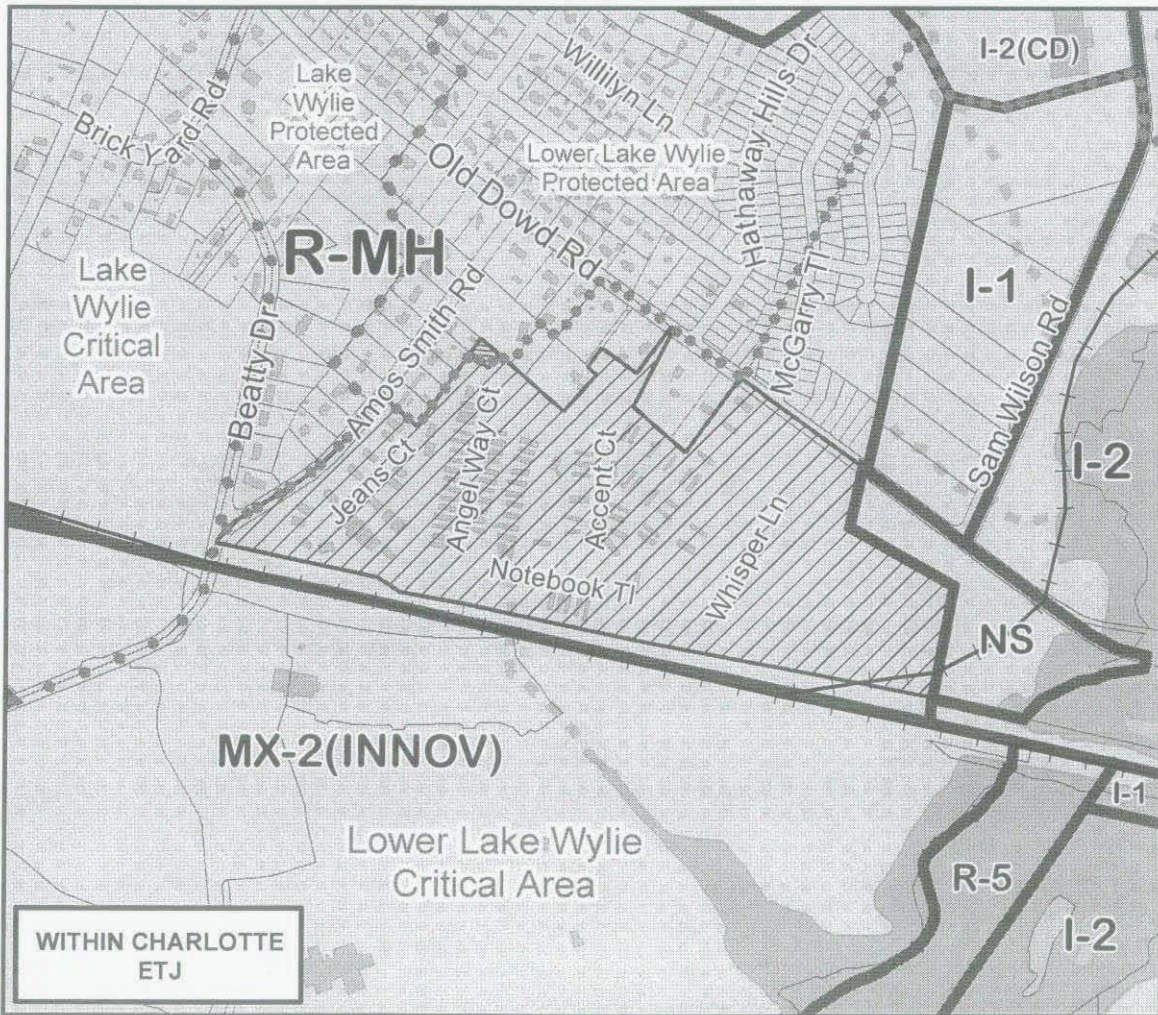 I-2(CD)
Willilyn Ln
Hathaway Hills Dr
Lake
Wylie
Protected
Area
Brick Yard Rd
Lower Lake Wylie
Protected Area
Old Dowd Rd
R-MH
I-1
Lake
Wylie
Critical
Area
Beatty Dr
Amos Smith Rd
McGarry Tl
Sam Wilson Rd
I-2
Jeans Ct
Angel Way Ct
Accent Ct
Notebook Tl
Whisper Ln
NS
MX-2(INNOV)
I-1
Lower Lake Wylie
Critical Area
R-5
I-2
WITHIN CHARLOTTE
ETJ